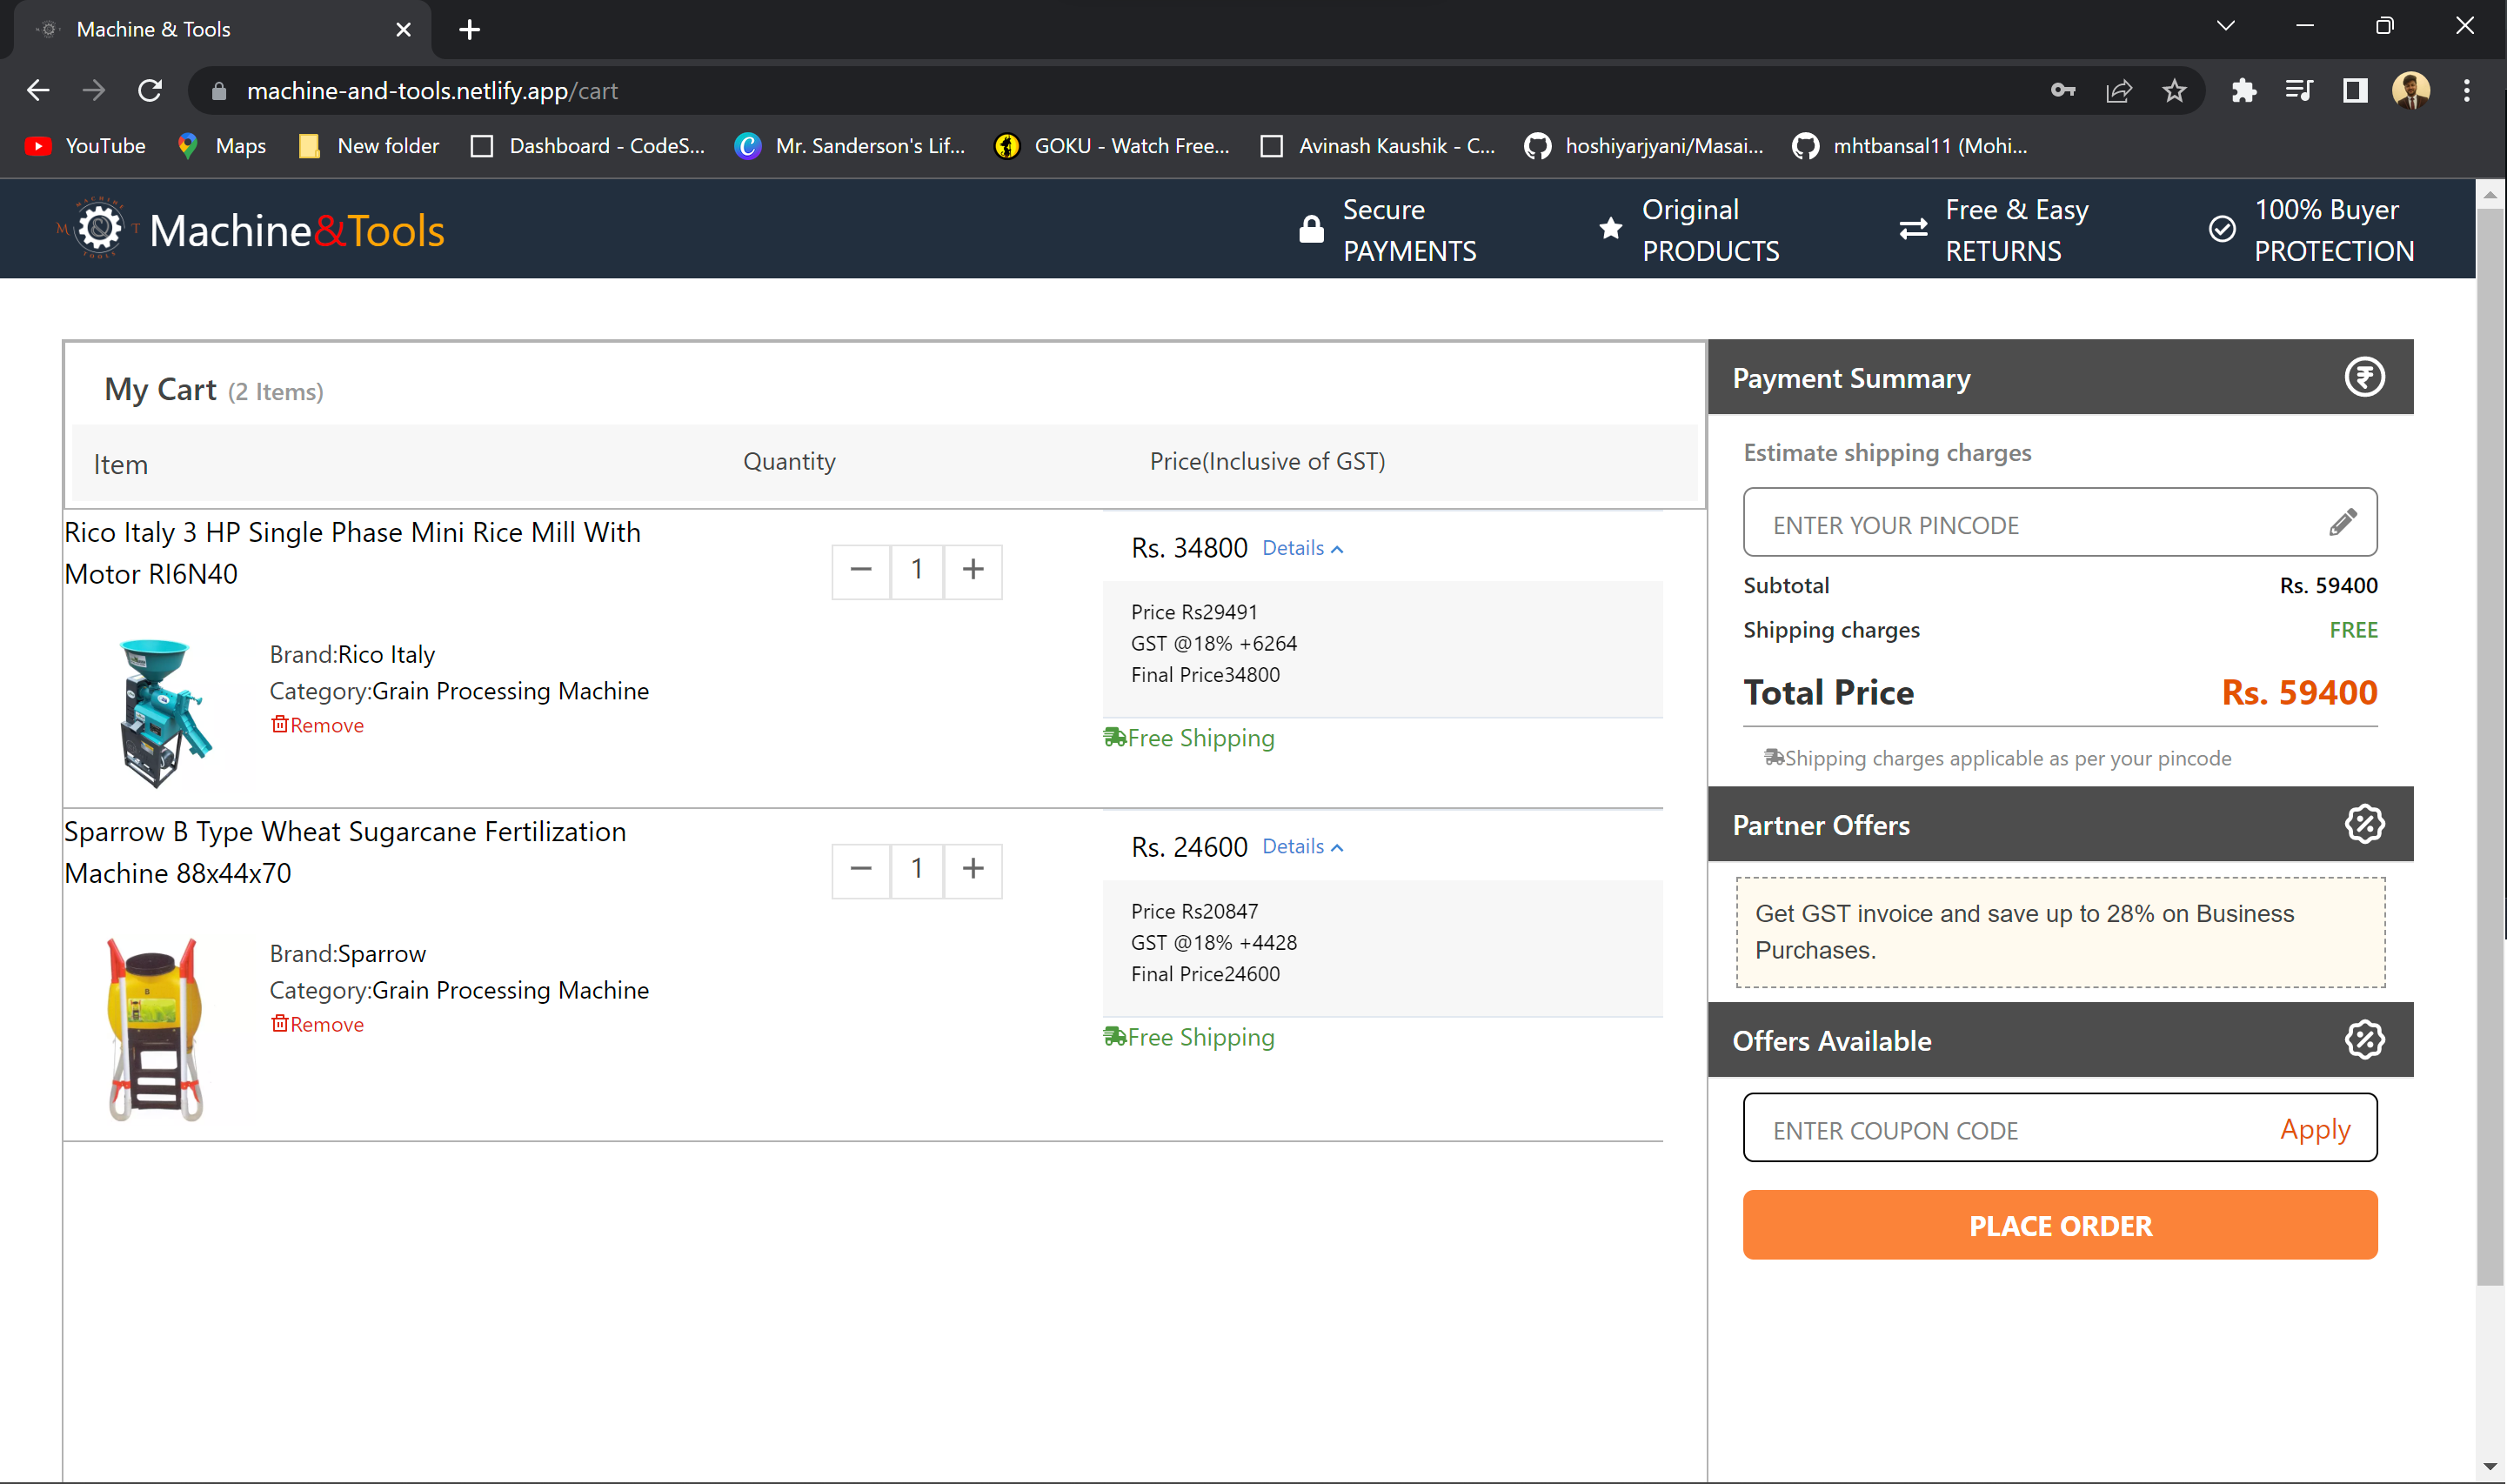 Machine & Tools
machine-and-tools.netlify.app/cart
YouTube
Maps
New folder
Dashboard - CodeS...
Mr. Sanderson's Lif...
GOKU - Watch Free...
Avinash Kaushik - C...
hoshiyarjyani/Masai...
mhtbansal11 (Mohi...
MACHINE
M & T
TOOLS
Machine&Tools
Secure
PAYMENTS
Original
PRODUCTS
Free & Easy
RETURNS
100% Buyer
PROTECTION
My Cart (2 Items)
Item Quantity Price(Inclusive of GST)
Rico Italy 3 HP Single Phase Mini Rice Mill With
Motor RI6N40
1
Rs. 34800 Details
Price Rs29491
GST @18% +6264
Final Price34800
Brand:Rico Italy
Category:Grain Processing Machine
Remove
Free Shipping
Sparrow B Type Wheat Sugarcane Fertilization
Machine 88x44x70
1
Rs. 24600 Details
Price Rs20847
GST @18% +4428
Final Price24600
Brand:Sparrow
Category:Grain Processing Machine
Remove
Free Shipping
B
Payment Summary
Estimate shipping charges
ENTER YOUR PINCODE
Subtotal Rs. 59400
Shipping charges FREE
Total Price Rs. 59400
Shipping charges applicable as per your pincode
Partner Offers
Get GST invoice and save up to 28% on Business
Purchases.
Offers Available
ENTER COUPON CODE Apply
PLACE ORDER